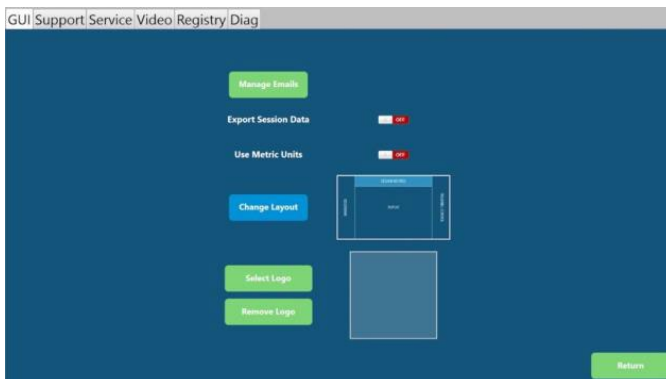 GUI Support Service Video Registry Diag
Manage Emails
Export Session Data OFF
Use Metric Units OFF
Change Layout
Select Logo
Remove Logo
Return